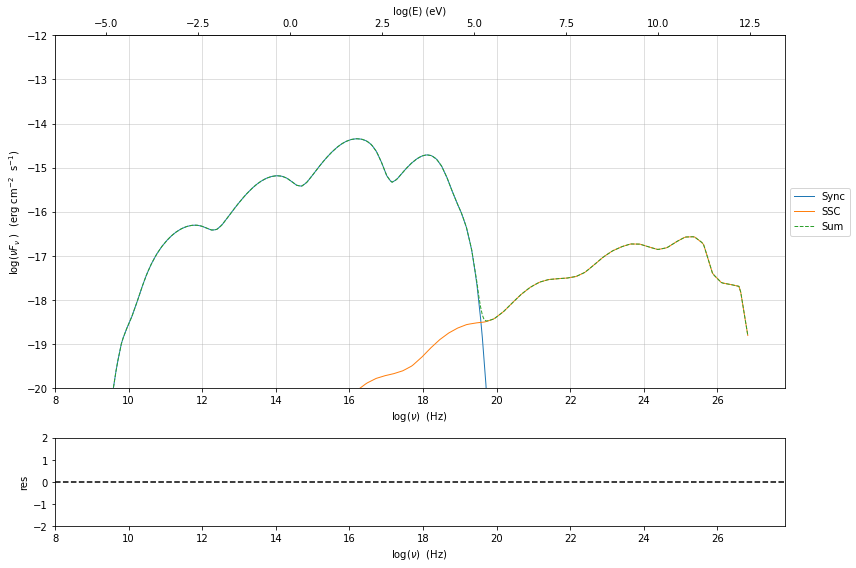 log(E) (eV)
−5.0 −2.5 0.0 2.5 5.0 7.5 10.0 12.5
−12
−13
−14
−15
−16
−17
−18
−19
−20
log(νFν ) (erg cm−2 s−1)
8 10 12 14 16 18 20 22 24 26
log(ν) (Hz)
Sync
SSC
Sum
2
1
0
−1
−2
res
8 10 12 14 16 18 20 22 24 26
log(ν) (Hz)